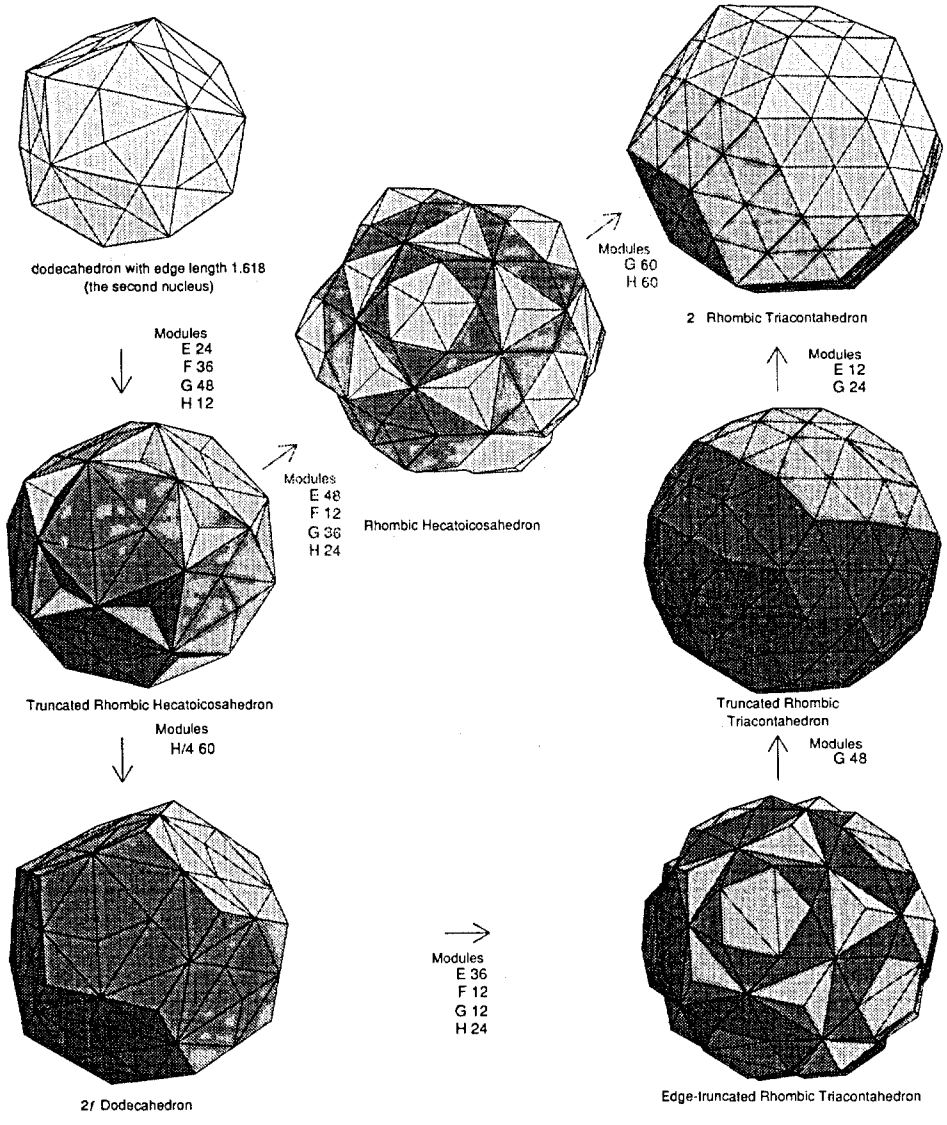 dodecahedron with edge length 1.618
(the second nucleus)
Modules
E 24
F 36
G 48
H 12
Modules
G 60
H 60
2 Rhombic Triacontahedron
Modules
E 12
G 24
Modules
E 48
F 12
G 36
H 24
Rhombic Hecatoicosahedron
Truncated Rhombic Hecatoicosahedron
Modules
H/4 60
Truncated Rhombic
Triacontahedron
Modules
G 48
Modules
E 36
F 12
G 12
H 24
2f Dodecahedron
Edge-truncated Rhombic Triacontahedron